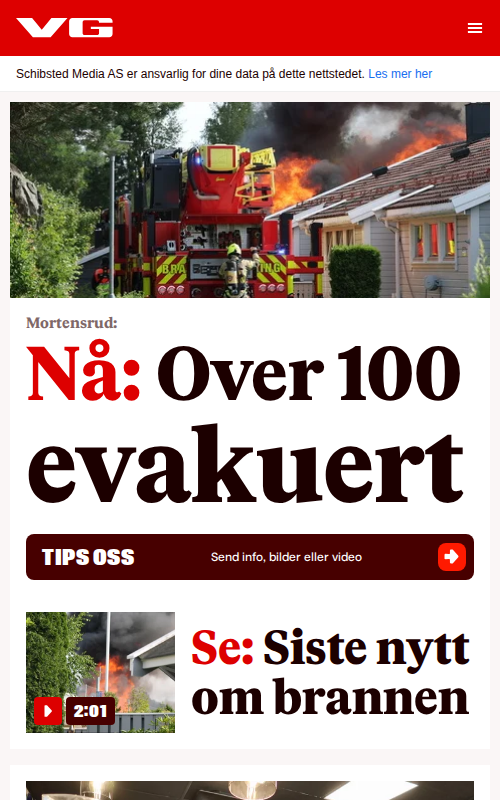 VG
Schibsted Media AS er ansvarlig for dine data på dette nettstedet. Les mer her
Mortensrud:
Nå: Over 100
evakuert
TIPS OSS
Send info, bilder eller video
2:01
Se: Siste nytt
om brannen